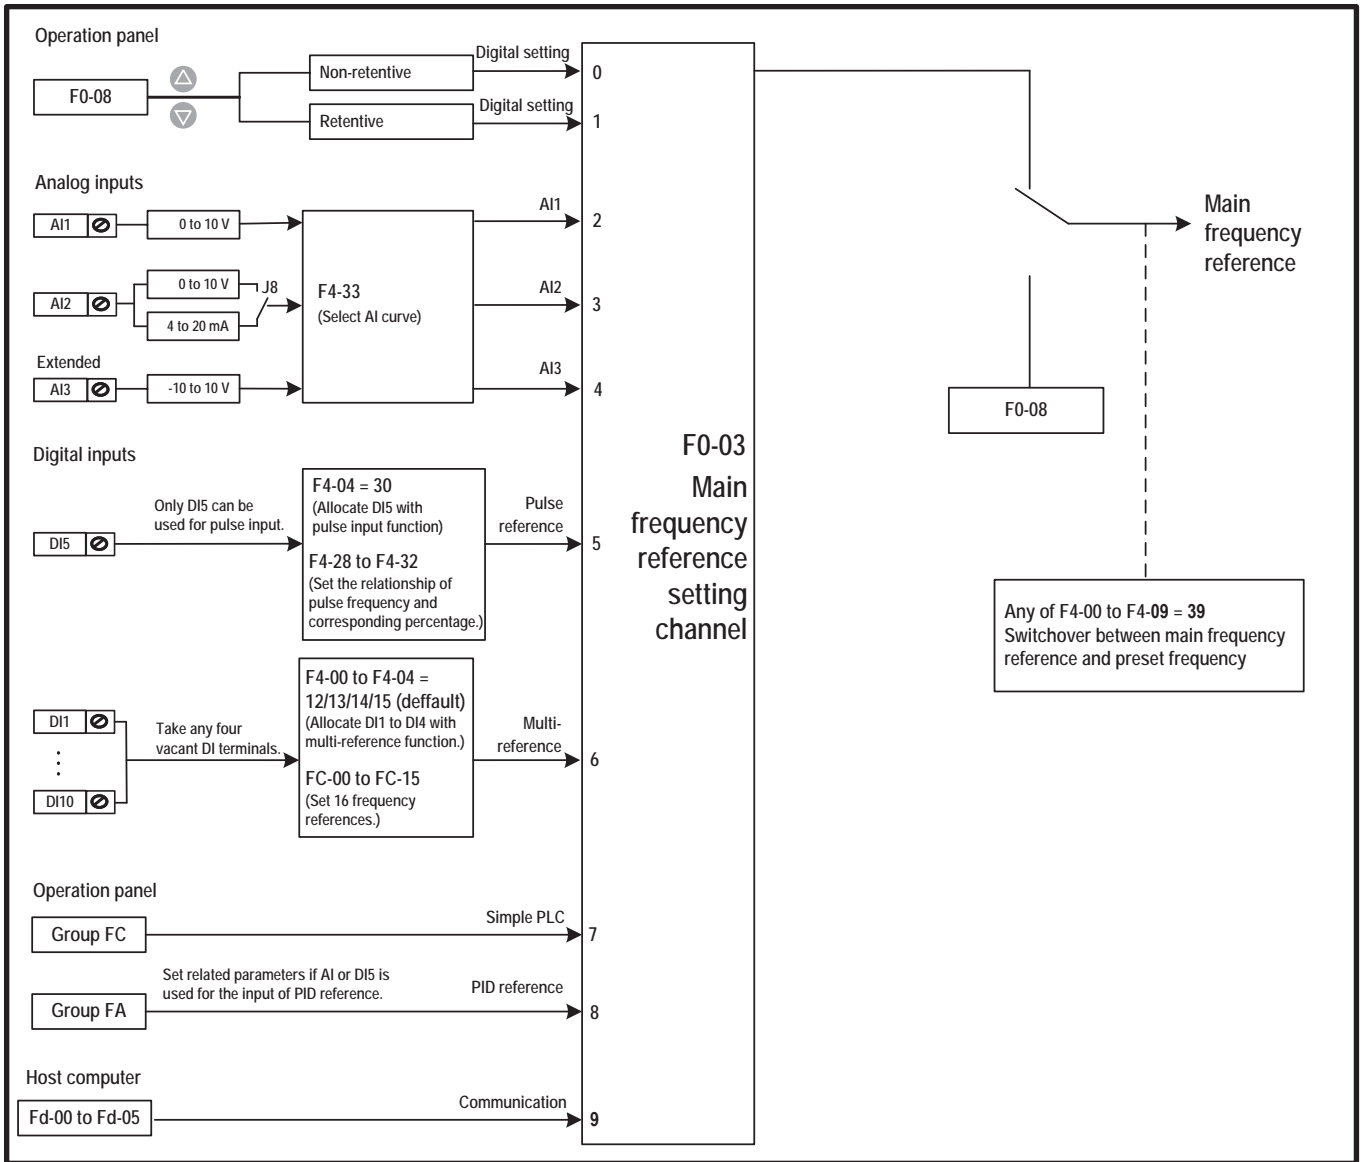 Operation panel
F0-08
Non-retentive
Digital setting
0
Retentive
Digital setting
1
Analog inputs
AI1
0 to 10 V
AI1
2
AI2
0 to 10 V
4 to 20 mA
J8
F4-33
(Select AI curve)
AI2
3
Extended
AI3
-10 to 10 V
AI3
4
Digital inputs
DI5
Only DI5 can be
used for pulse input.
F4-04 = 30
(Allocate DI5 with
pulse input function)
F4-28 to F4-32
(Set the relationship of
pulse frequency and
corresponding percentage.)
Pulse
reference
5
DI1
DI10
Take any four
vacant DI terminals.
F4-00 to F4-04 =
12/13/14/15 (deffault)
(Allocate DI1 to DI4 with
multi-reference function.)
FC-00 to FC-15
(Set 16 frequency
references.)
Multi-
reference
6
Operation panel
Group FC
Simple PLC
7
Group FA
Set related parameters if AI or DI5 is
used for the input of PID reference.
PID reference
8
Host computer
Fd-00 to Fd-05
Communication
9
F0-03
Main
frequency
reference
setting
channel
Main
frequency
reference
F0-08
Any of F4-00 to F4-09 = 39
Switchover between main frequency
reference and preset frequency